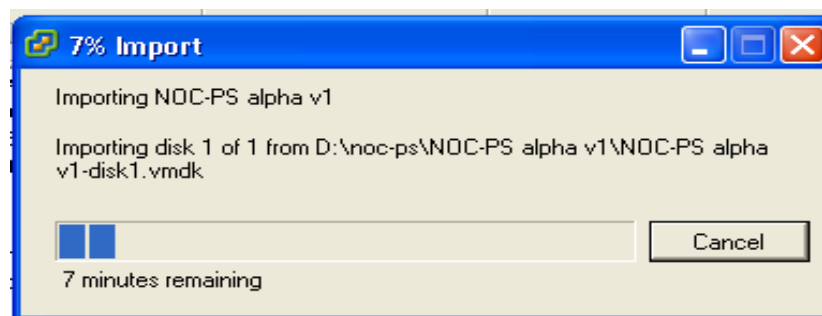 7% Import
Importing NOC-PS alpha v1
Importing disk 1 of 1 from D:\noc-ps\NOC-PS alpha v1\NOC-PS alpha
v1-disk1.vmdk
Cancel
7 minutes remaining